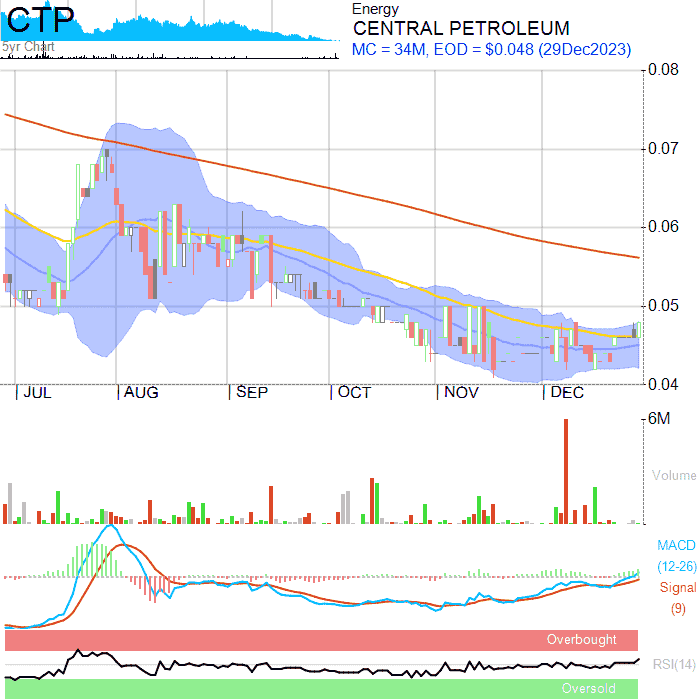 CTP
5yr Chart
Energy
CENTRAL PETROLEUM
MC = 34M, EOD = $0.048 (29Dec2023)
0.08
0.07
0.06
0.05
0.04
JUL AUG SEP OCT NOV DEC
6M
Volume
MACD
(12-26)
Signal
(9)
Overbought
RSI(14)
Oversold